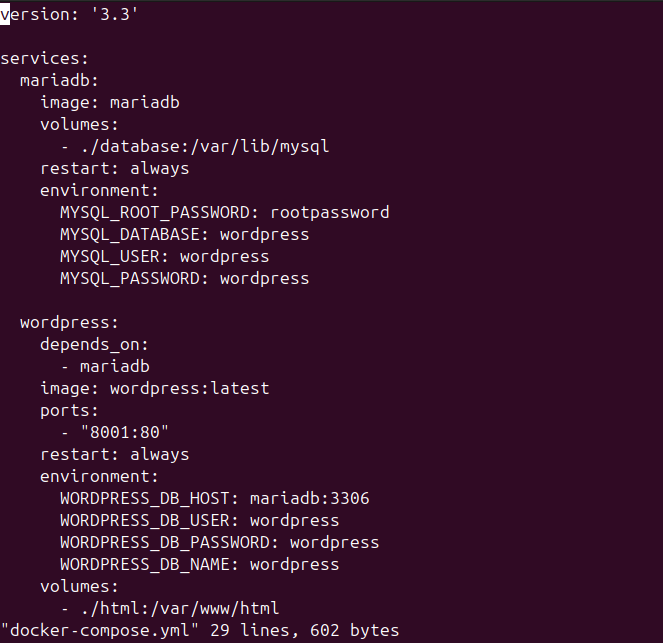 version: '3.3'

services:
  mariadb:
    image: mariadb
    volumes:
      - ./database:/var/lib/mysql
    restart: always
    environment:
      MYSQL_ROOT_PASSWORD: rootpassword
      MYSQL_DATABASE: wordpress
      MYSQL_USER: wordpress
      MYSQL_PASSWORD: wordpress

  wordpress:
    depends_on:
      - mariadb
    image: wordpress:latest
    ports:
      - "8001:80"
    restart: always
    environment:
      WORDPRESS_DB_HOST: mariadb:3306
      WORDPRESS_DB_USER: wordpress
      WORDPRESS_DB_PASSWORD: wordpress
      WORDPRESS_DB_NAME: wordpress
    volumes:
      - ./html:/var/www/html
"docker-compose.yml" 29 lines, 602 bytes